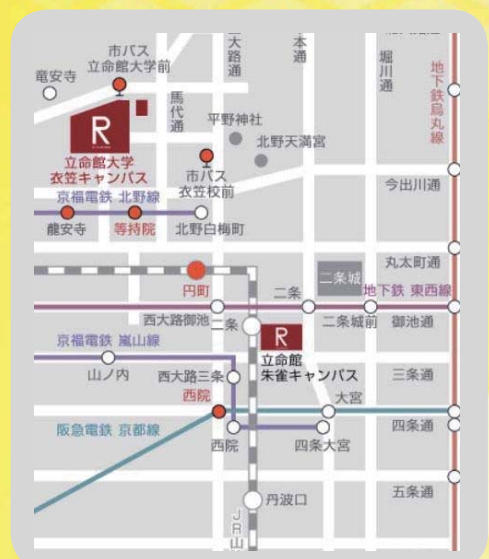 市バス
立命館大学前
竜安寺
大路通
本通
堀川通
地下鉄烏丸線
馬代通
平野神社
北野天満宮
R
立命館大学
衣笠キャンパス
市バス
衣笠校前
今出川通
京福電鉄 北野線
龍安寺
等持院
北野白梅町
丸太町通
円町
二条
二条城
地下鉄 東西線
西大路御池
二条
二条城前
御池通
R
立命館
朱雀キャンパス
京福電鉄 嵐山線
山ノ内
西大路三条
三条通
西院
大宮
阪急電鉄 京都線
西院
四条大宮
四条通
五条通
丹波口
JR山